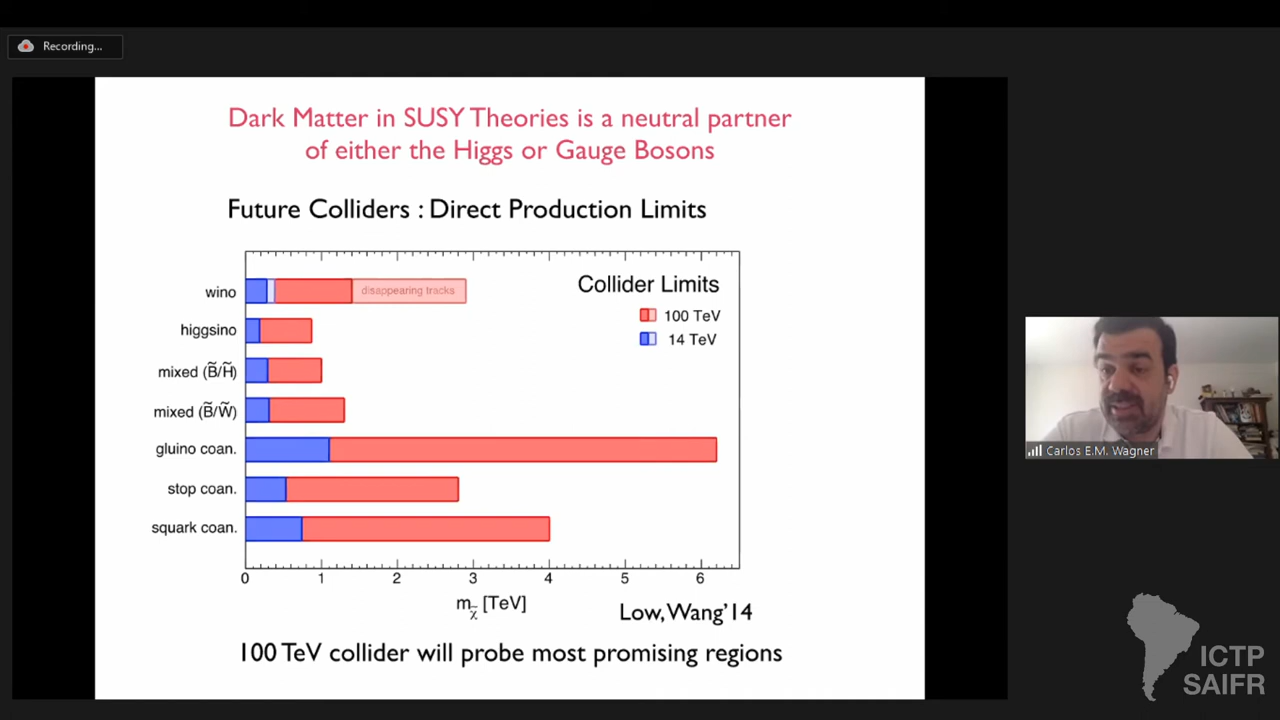 Recording...
Dark Matter in SUSY Theories is a neutral partner
of either the Higgs or Gauge Bosons
Future Colliders : Direct Production Limits
Collider Limits
100 TeV
14 TeV
wino
disappearing tracks
higgsino
mixed (B̃/H̃)
mixed (B̃/W̃)
gluino coan.
stop coan.
squark coan.
0 1 2 3 4 5 6
m_χ̃ [TeV]
Low, Wang'14
100 TeV collider will probe most promising regions
Carlos E.M. Wagner
ICTP
SAIFR